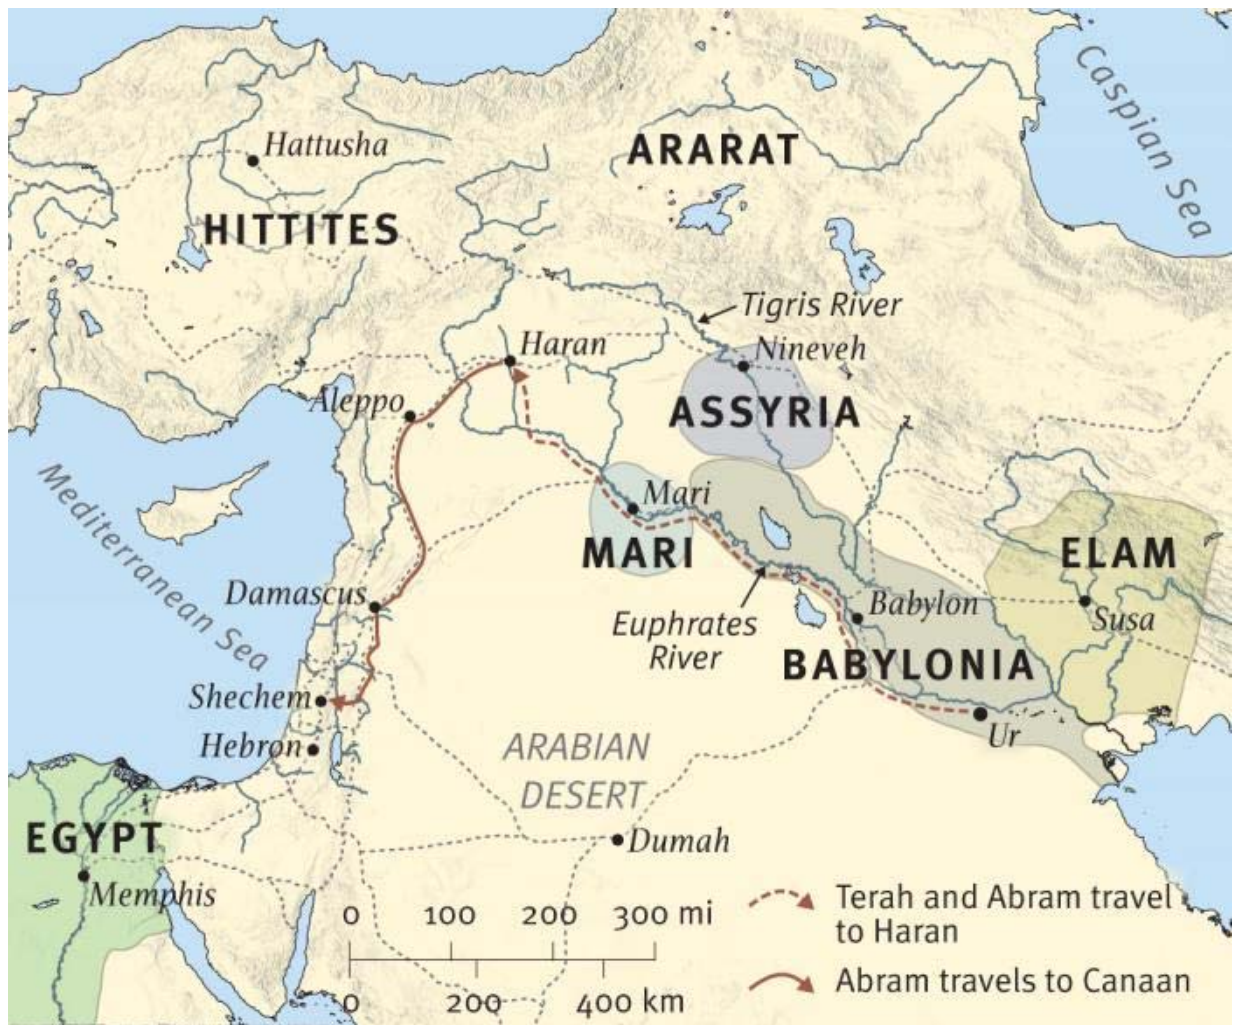 Caspian Sea
Hattusha
ARARAT
HITTITES
Tigris River
Haran
Nineveh
Aleppo
ASSYRIA
Mari
MARI
ELAM
Mediterranean Sea
Damascus
Babylon
Susa
Euphrates
River
BABYLONIA
Shechem
Ur
Hebron
ARABIAN
DESERT
EGYPT
Dumah
Memphis
0 100 200 300 mi
0 200 400 km
Terah and Abram travel
to Haran
Abram travels to Canaan